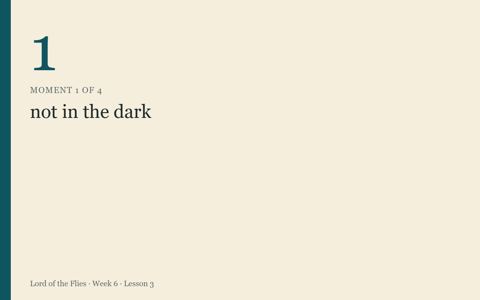 1
MOMENT 1 OF 4
not in the dark
Lord of the Flies · Week 6 · Lesson 3